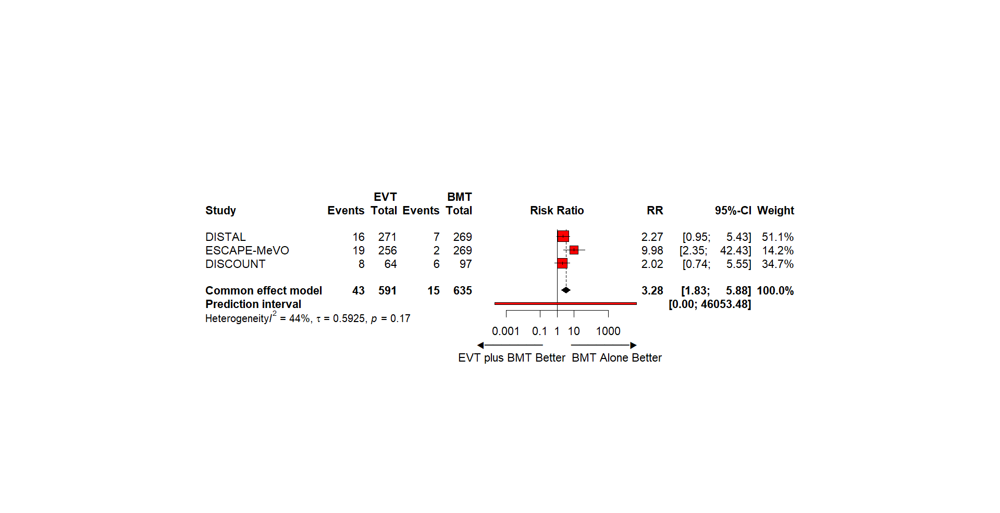 EVT BMT
Study Events Total Events Total Risk Ratio RR 95%-CI Weight
DISTAL 16 271 7 269 2.27 [0.95; 5.43] 51.1%
ESCAPE-MeVO 19 256 2 269 9.98 [2.35; 42.43] 14.2%
DISCOUNT 8 64 6 97 2.02 [0.74; 5.55] 34.7%
Common effect model 43 591 15 635 3.28 [1.83; 5.88] 100.0%
Prediction interval [0.00; 46053.48]
HeterogeneityI² = 44%, τ = 0.5925, p = 0.17
0.001 0.1 1 10 1000
EVT plus BMT Better BMT Alone Better